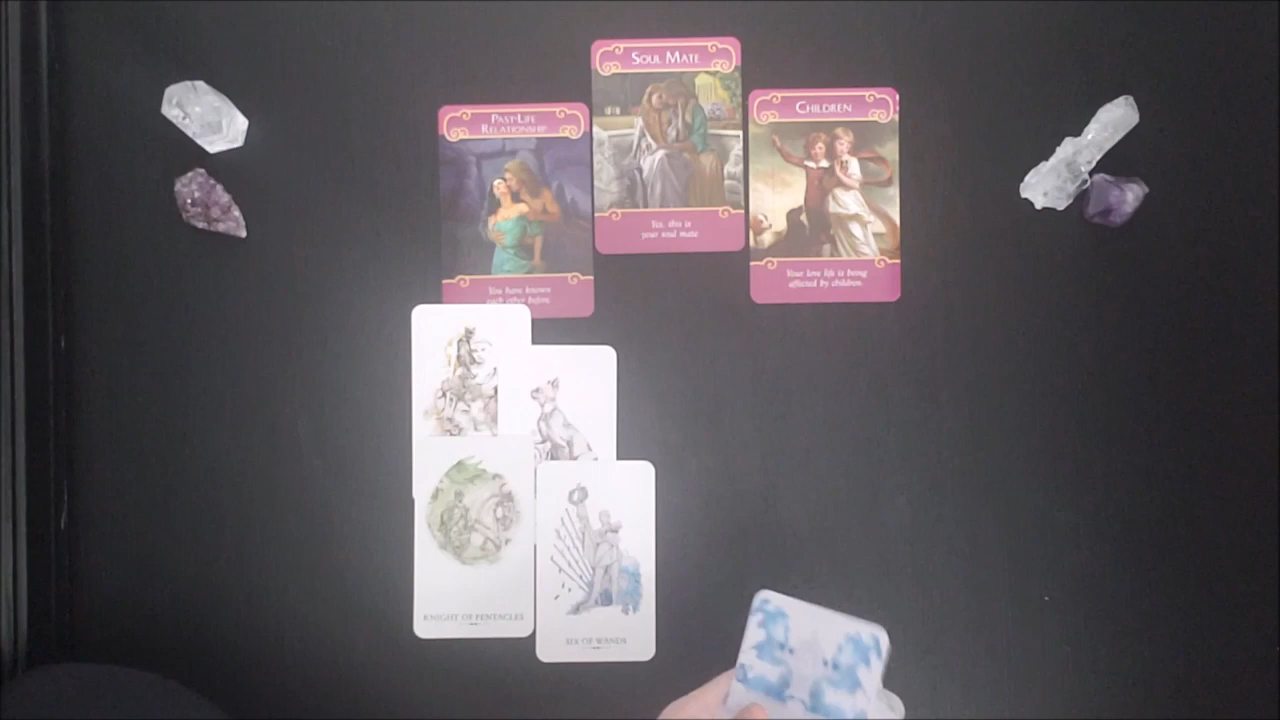 SOUL MATE
Yes, this is
your soul mate
PAST-LIFE
RELATIONSHIP
You have known
each other before
CHILDREN
Your love life is being
affected by children.
KNIGHT OF PENTACLES
SIX OF WANDS